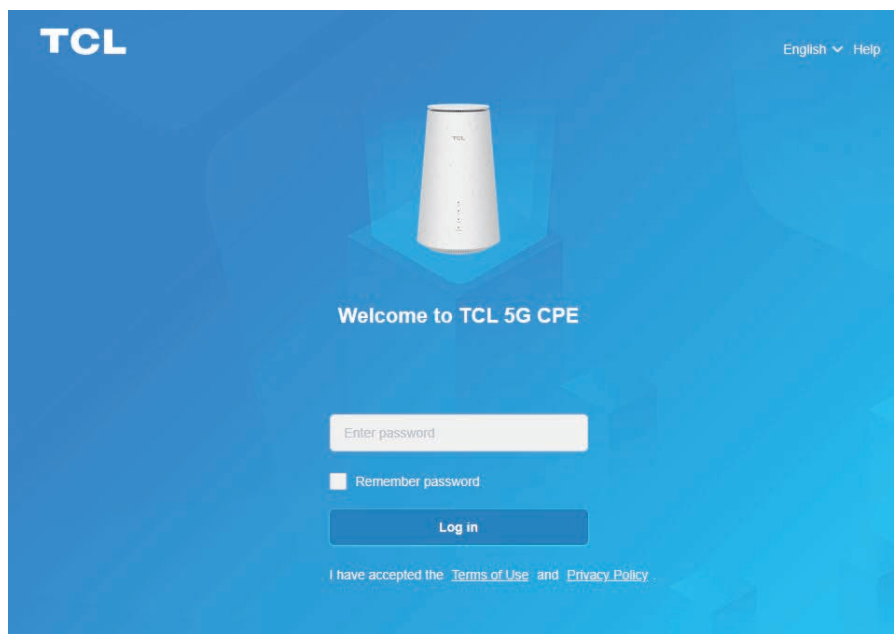 TCL
English Help
TCL
Welcome to TCL 5G CPE
Enter password
Remember password
Log in
I have accepted the Terms of Use and Privacy Policy